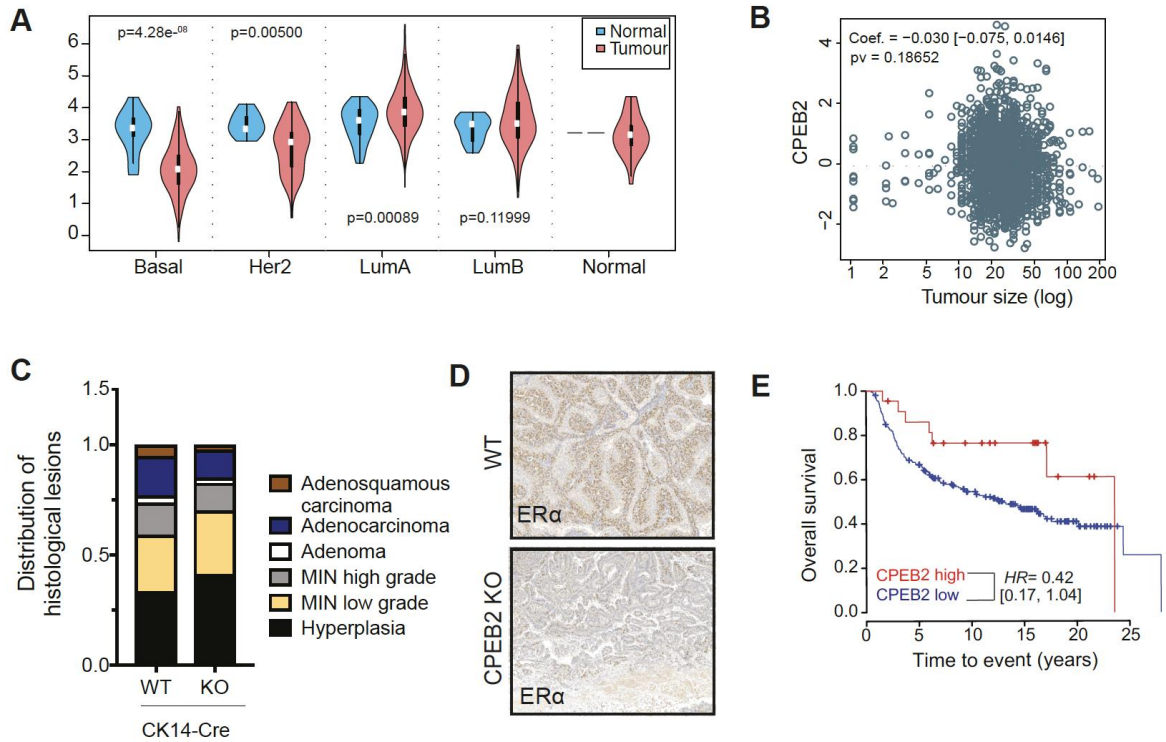 A
6
5
4
3
2
1
0
p=4.28e-08
p=0.00500
p=0.00089
p=0.11999
Normal
Tumour
Basal
Her2
LumA
LumB
Normal
B
Coef. = −0.030 [−0.075, 0.0146]
pv = 0.18652
CPEB2
4
2
0
−2
1
2
5
10
20
50
100
200
Tumour size (log)
C
Distribution of
histological lesions
1.5
1.0
0.5
0.0
WT
KO
CK14-Cre
Adenosquamous
carcinoma
Adenocarcinoma
Adenoma
MIN high grade
MIN low grade
Hyperplasia
D
WT
ERα
CPEB2 KO
ERα
E
Overall survival
1.0
0.8
0.6
0.4
0.2
0.0
CPEB2 high
CPEB2 low
HR= 0.42
[0.17, 1.04]
0
5
10
15
20
25
Time to event (years)